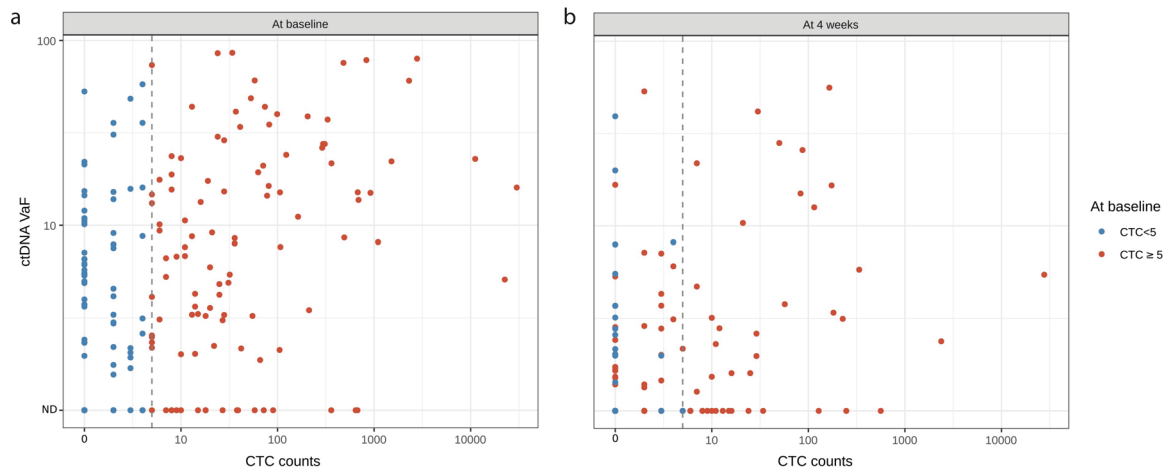 a
At baseline
100
10
ND
ctDNA VaF
0
10
100
1000
10000
CTC counts
b
At 4 weeks
0
10
100
1000
10000
CTC counts
At baseline
CTC<5
CTC ≥ 5